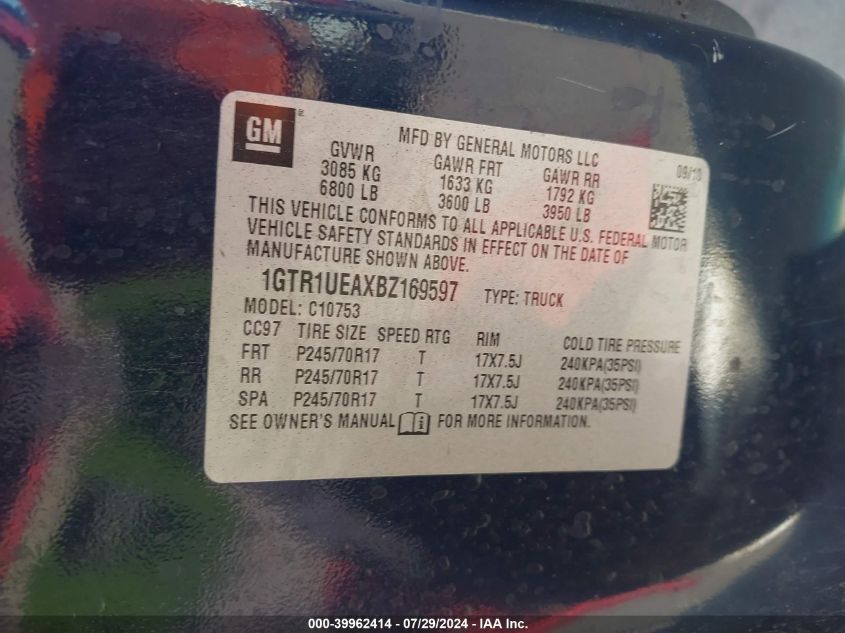 GM ®
MFD BY GENERAL MOTORS LLC
GVWR GAWR FRT GAWR RR 09/10
3085 KG 1633 KG 1792 KG
6800 LB 3600 LB 3950 LB
THIS VEHICLE CONFORMS TO ALL APPLICABLE U.S. FEDERAL MOTOR
VEHICLE SAFETY STANDARDS IN EFFECT ON THE DATE OF
MANUFACTURE SHOWN ABOVE.
1GTR1UEAXBZ169597 TYPE: TRUCK
MODEL: C10753
CC97 TIRE SIZE SPEED RTG RIM COLD TIRE PRESSURE
FRT P245/70R17 T 17X7.5J 240KPA(35PSI)
RR P245/70R17 T 17X7.5J 240KPA(35PSI)
SPA P245/70R17 T 17X7.5J 240KPA(35PSI)
SEE OWNER'S MANUAL FOR MORE INFORMATION.
000-39962414 / 07/29/2024 - IAA Inc.